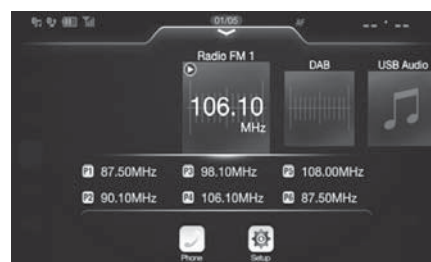 01/05 AF -- · --
Radio FM 1
DAB
USB Audio
106.10
MHz
P1 87.50MHz P3 98.10MHz P5 108.00MHz
P2 90.10MHz P4 106.10MHz P6 87.50MHz
Phone Setup